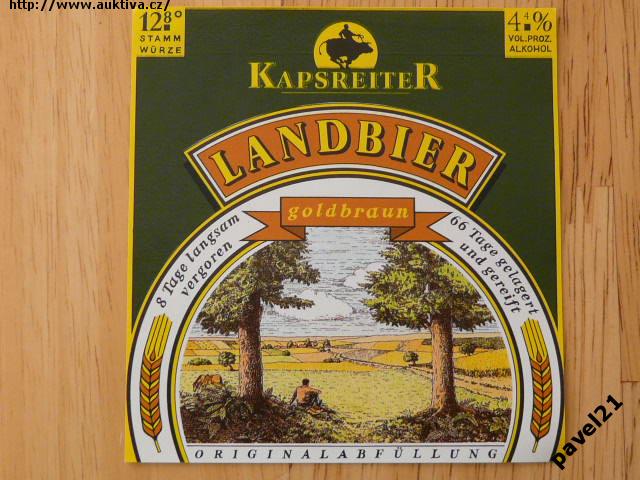 http://www.auktiva.cz/
12.8°
STAMM
WÜRZE
4.4%
VOL.PROZ.
ALKOHOL
KAPSREITER
LANDBIER
goldbraun
8 Tage langsam
vergoren
66 Tage gelagert
und gereift
ORIGINALABFÜLLUNG
pavel21